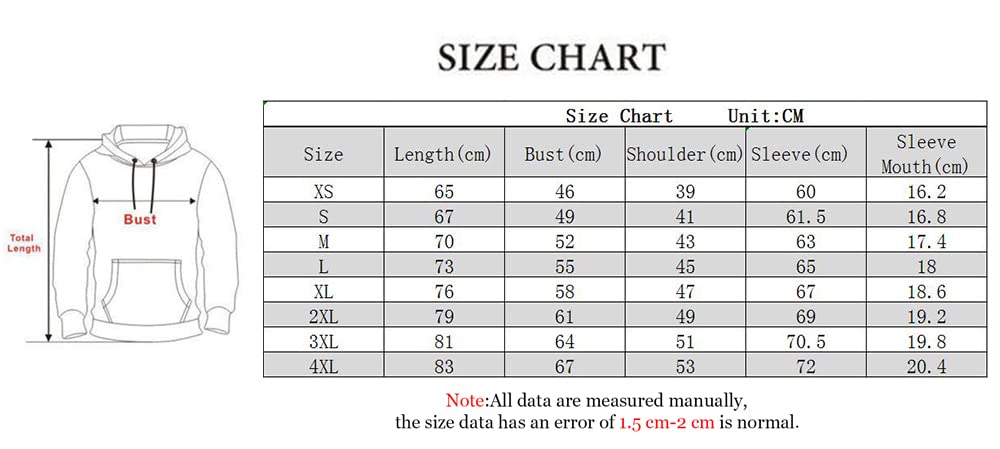 SIZE CHART
Size Chart Unit:CM
Size Length(cm) Bust(cm) Shoulder(cm) Sleeve(cm) Sleeve Mouth(cm)
XS 65 46 39 60 16.2
S 67 49 41 61.5 16.8
M 70 52 43 63 17.4
L 73 55 45 65 18
XL 76 58 47 67 18.6
2XL 79 61 49 69 19.2
3XL 81 64 51 70.5 19.8
4XL 83 67 53 72 20.4
Bust
Total
Length
Note:All data are measured manually,
the size data has an error of 1.5 cm-2 cm is normal.